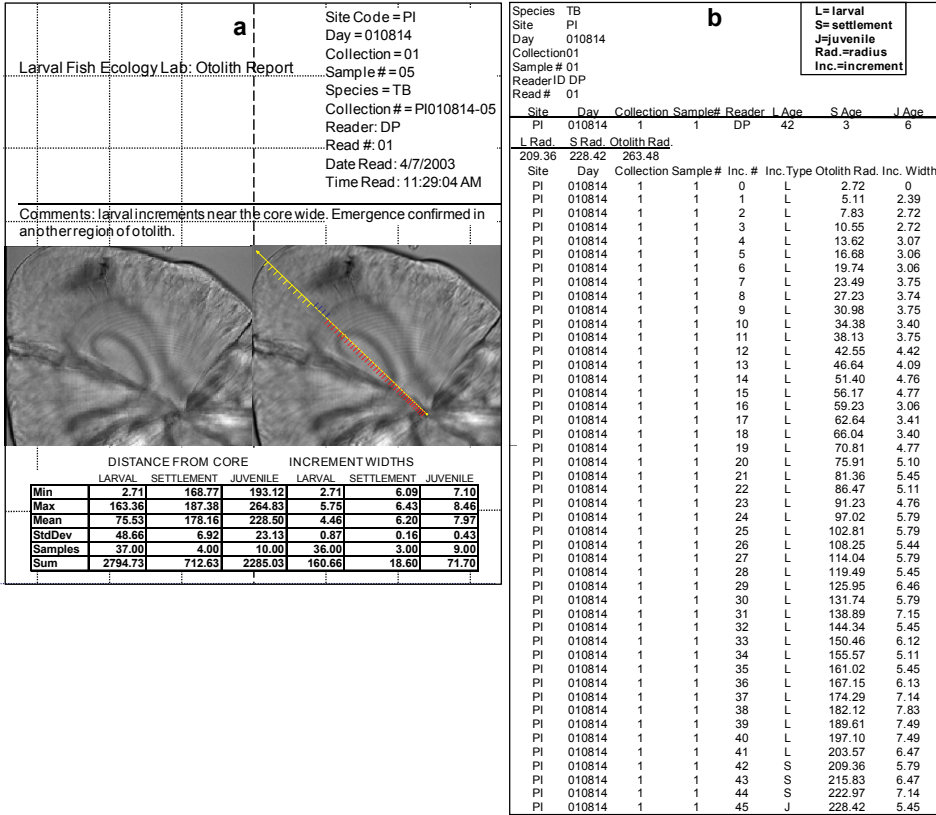 a
Larval Fish Ecology Lab: Otolith Report
Site Code = PI
Day = 010814
Collection = 01
Sample # = 05
Species = TB
Collection # = PI010814-05
Reader: DP
Read #: 01
Date Read: 4/7/2003
Time Read: 11:29:04 AM
Comments: larval increments near the core wide. Emergence confirmed in
another region of otolith.
DISTANCE FROM CORE INCREMENT WIDTHS
LARVAL SETTLEMENT JUVENILE LARVAL SETTLEMENT JUVENILE
Min 2.71 168.77 193.12 2.71 6.09 7.10
Max 163.36 187.38 264.83 5.75 6.43 8.46
Mean 75.53 178.16 228.50 4.46 6.20 7.97
StdDev 48.66 6.92 23.13 0.87 0.16 0.43
Samples 37.00 4.00 10.00 36.00 3.00 9.00
Sum 2794.73 712.63 2285.03 160.66 18.60 71.70
b
Species TB
Site PI
Day 010814
Collection 01
Sample # 01
Reader ID DP
Read # 01
L= larval
S= settlement
J=juvenile
Rad.=radius
Inc.=increment
Site Day Collection Sample# Reader L Age S Age J Age
PI 010814 1 1 DP 42 3 6
L Rad. S Rad. Otolith Rad.
209.36 228.42 263.48
Site Day Collection Sample # Inc. # Inc.Type Otolith Rad. Inc. Width
PI 010814 1 1 0 L 2.72 0
PI 010814 1 1 1 L 5.11 2.39
PI 010814 1 1 2 L 7.83 2.72
PI 010814 1 1 3 L 10.55 2.72
PI 010814 1 1 4 L 13.62 3.07
PI 010814 1 1 5 L 16.68 3.06
PI 010814 1 1 6 L 19.74 3.06
PI 010814 1 1 7 L 23.49 3.75
PI 010814 1 1 8 L 27.23 3.74
PI 010814 1 1 9 L 30.98 3.75
PI 010814 1 1 10 L 34.38 3.40
PI 010814 1 1 11 L 38.13 3.75
PI 010814 1 1 12 L 42.55 4.42
PI 010814 1 1 13 L 46.64 4.09
PI 010814 1 1 14 L 51.40 4.76
PI 010814 1 1 15 L 56.17 4.77
PI 010814 1 1 16 L 59.23 3.06
PI 010814 1 1 17 L 62.64 3.41
PI 010814 1 1 18 L 66.04 3.40
PI 010814 1 1 19 L 70.81 4.77
PI 010814 1 1 20 L 75.91 5.10
PI 010814 1 1 21 L 81.36 5.45
PI 010814 1 1 22 L 86.47 5.11
PI 010814 1 1 23 L 91.23 4.76
PI 010814 1 1 24 L 97.02 5.79
PI 010814 1 1 25 L 102.81 5.79
PI 010814 1 1 26 L 108.25 5.44
PI 010814 1 1 27 L 114.04 5.79
PI 010814 1 1 28 L 119.49 5.45
PI 010814 1 1 29 L 125.95 6.46
PI 010814 1 1 30 L 131.74 5.79
PI 010814 1 1 31 L 138.89 7.15
PI 010814 1 1 32 L 144.34 5.45
PI 010814 1 1 33 L 150.46 6.12
PI 010814 1 1 34 L 155.57 5.11
PI 010814 1 1 35 L 161.02 5.45
PI 010814 1 1 36 L 167.15 6.13
PI 010814 1 1 37 L 174.29 7.14
PI 010814 1 1 38 L 182.12 7.83
PI 010814 1 1 39 L 189.61 7.49
PI 010814 1 1 40 L 197.10 7.49
PI 010814 1 1 41 L 203.57 6.47
PI 010814 1 1 42 S 209.36 5.79
PI 010814 1 1 43 S 215.83 6.47
PI 010814 1 1 44 S 222.97 7.14
PI 010814 1 1 45 J 228.42 5.45